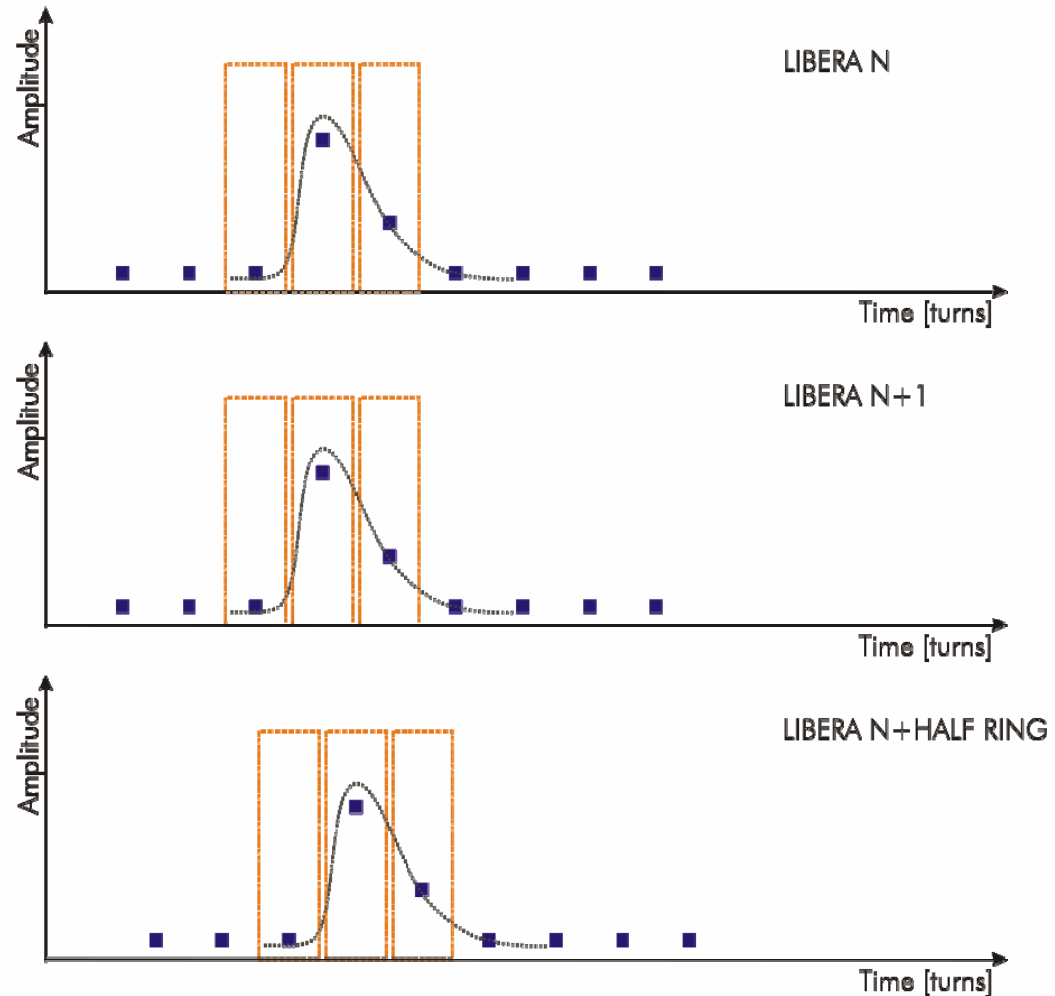 Amplitude
LIBERA N
Time [turns]
Amplitude
LIBERA N+1
Time [turns]
Amplitude
LIBERA N+HALF RING
Time [turns]